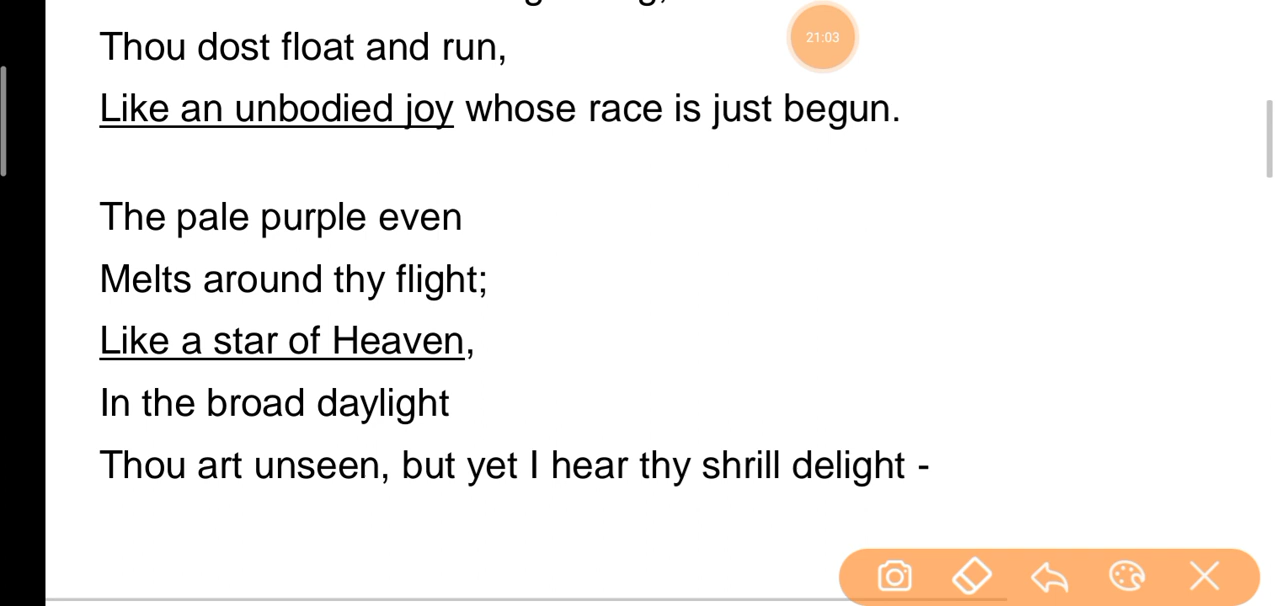 21:03
Thou dost float and run,
Like an unbodied joy whose race is just begun.
The pale purple even
Melts around thy flight;
Like a star of Heaven,
In the broad daylight
Thou art unseen, but yet I hear thy shrill delight -